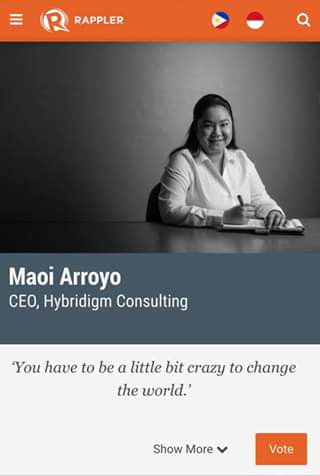 RAPPLER
Maoi Arroyo
CEO, Hybridigm Consulting
‘You have to be a little bit crazy to change
the world.’
Show More
Vote